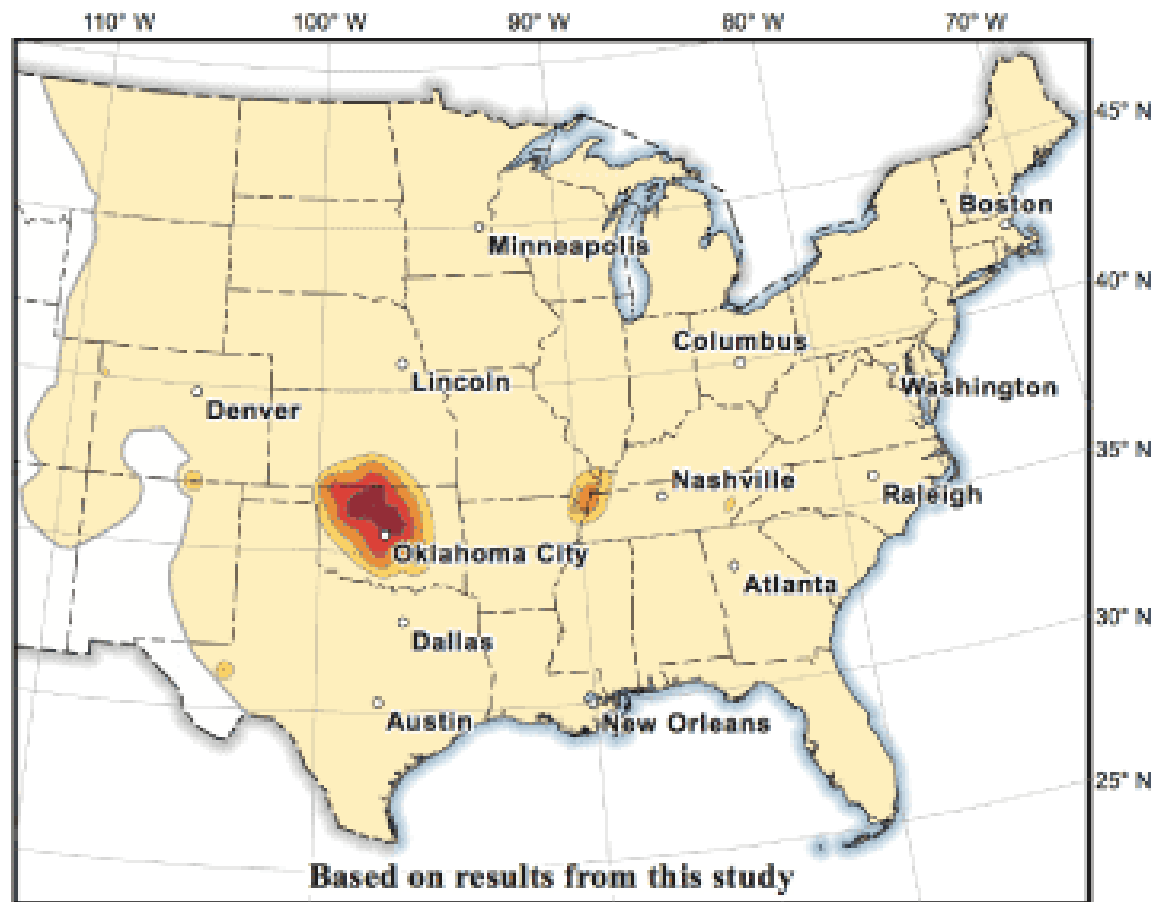 110° W 100° W 90° W 80° W 70° W
45° N
Boston
Minneapolis
40° N
Columbus
Lincoln
Washington
Denver
35° N
Nashville
Raleigh
Oklahoma City
Atlanta
30° N
Dallas
Austin
New Orleans
25° N
Based on results from this study